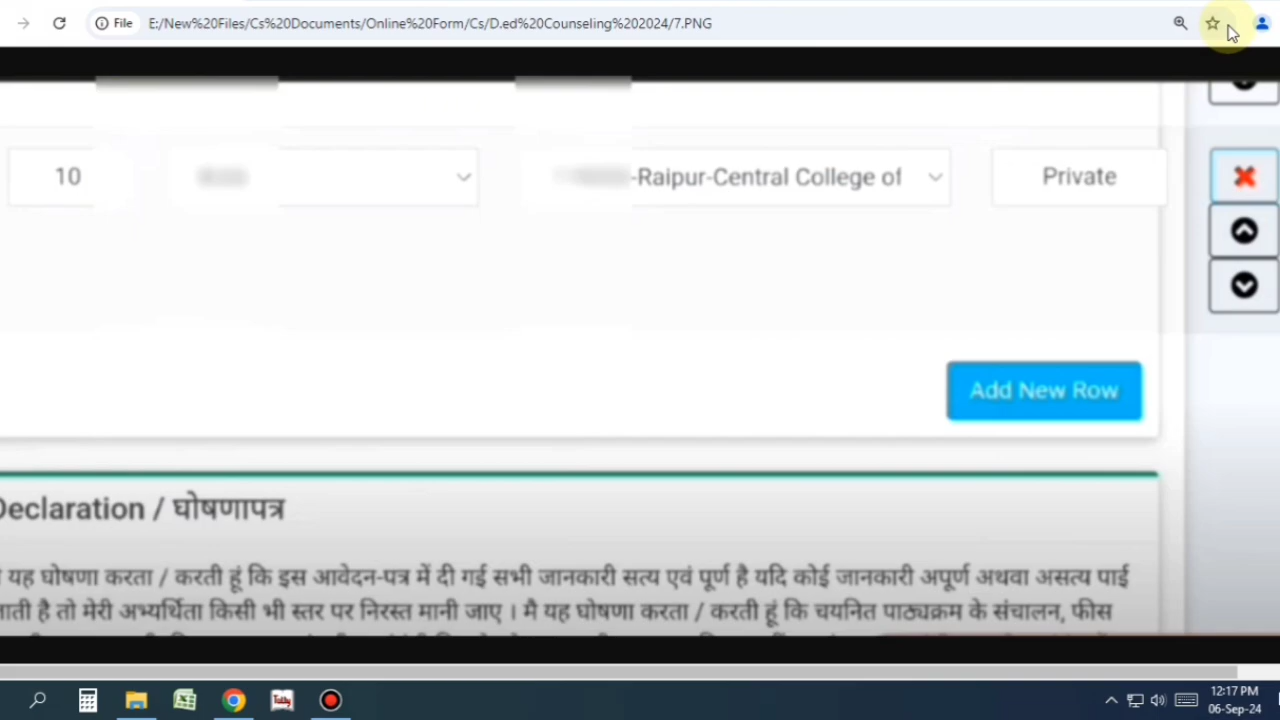 File E:/New%20Files/Cs%20Documents/Online%20Form/Cs/D.ed%20Counseling%202024/7.PNG
10 -Raipur-Central College of Private
Add New Row
Declaration / घोषणापत्र
यह घोषणा करता / करती हूं कि इस आवेदन-पत्र में दी गई सभी जानकारी सत्य एवं पूर्ण है यदि कोई जानकारी अपूर्ण अथवा असत्य पाई
जाती है तो मेरी अभ्यर्थिता किसी भी स्तर पर निरस्त मानी जाए । मै यह घोषणा करता / करती हूं कि चयनित पाठ्यक्रम के संचालन, फीस
Tally
12:17 PM
06-Sep-24